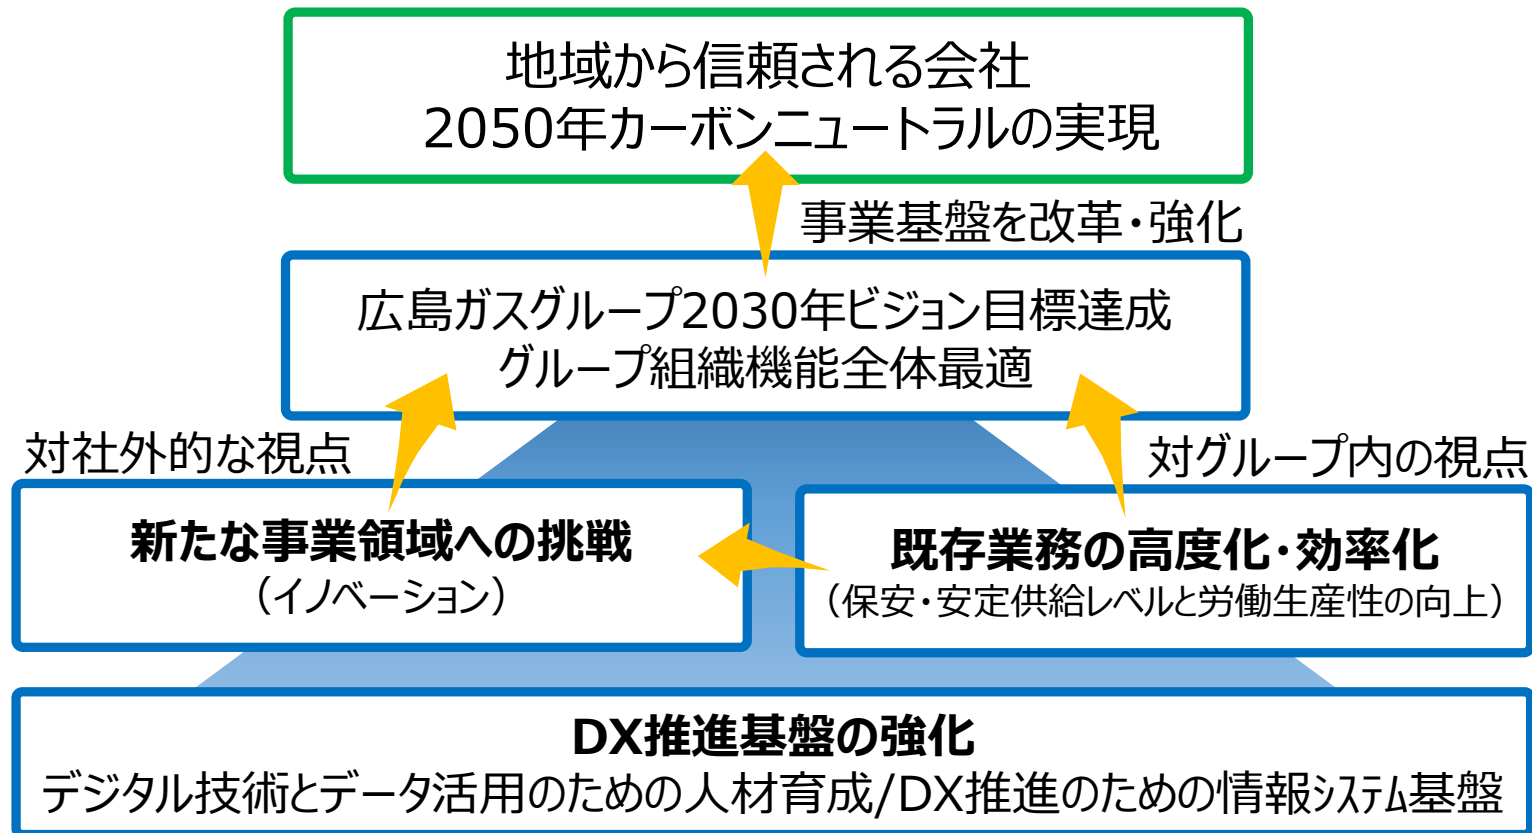 地域から信頼される会社
2050年カーボンニュートラルの実現
事業基盤を改革・強化
広島ガスグループ2030年ビジョン目標達成
グループ組織機能全体最適
対社外的な視点
対グループ内の視点
新たな事業領域への挑戦
（イノベーション）
既存業務の高度化・効率化
（保安・安定供給レベルと労働生産性の向上）
DX推進基盤の強化
デジタル技術とデータ活用のための人材育成/DX推進のための情報システム基盤